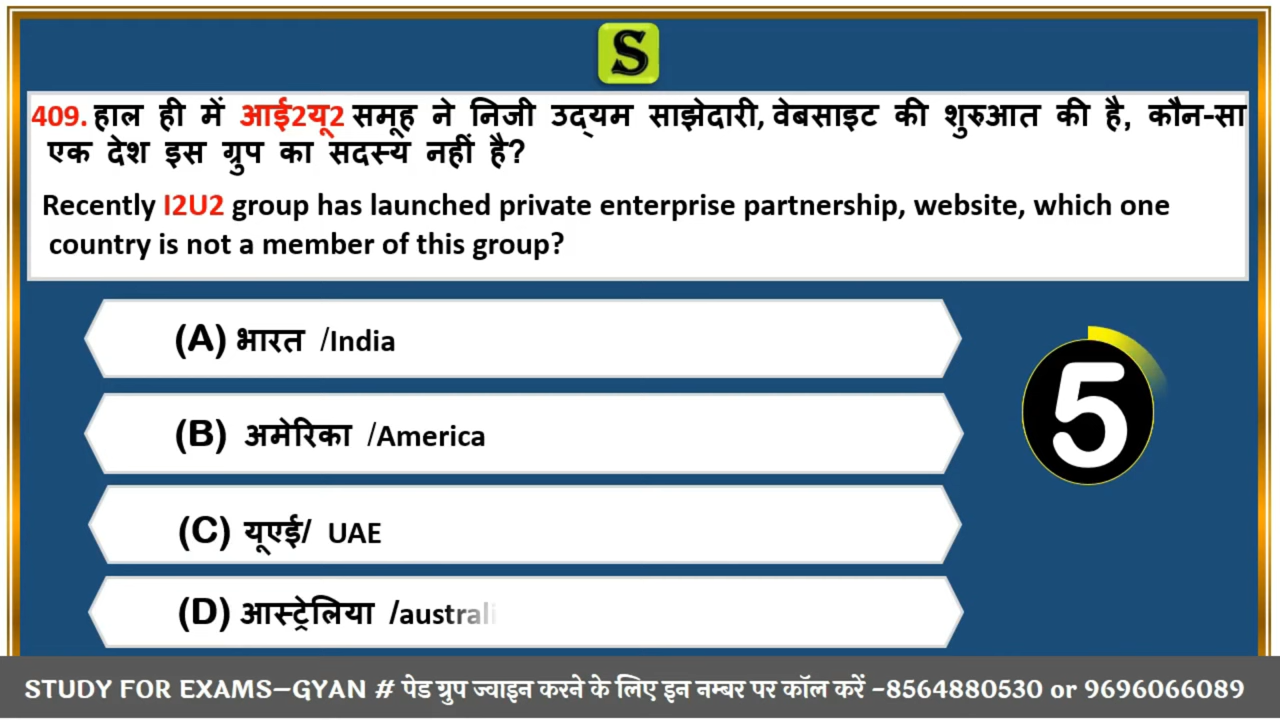 S
409. हाल ही में आई2यू2 समूह ने निजी उद्यम साझेदारी, वेबसाइट की शुरुआत की है, कौन-सा
एक देश इस ग्रुप का सदस्य नहीं है?
Recently I2U2 group has launched private enterprise partnership, website, which one
country is not a member of this group?
(A) भारत /India
(B) अमेरिका /America
5
(C) यूएई/ UAE
(D) आस्ट्रेलिया /australi
STUDY FOR EXAMS–GYAN # पेड ग्रुप ज्वाइन करने के लिए इन नम्बर पर कॉल करें –8564880530 or 9696066089